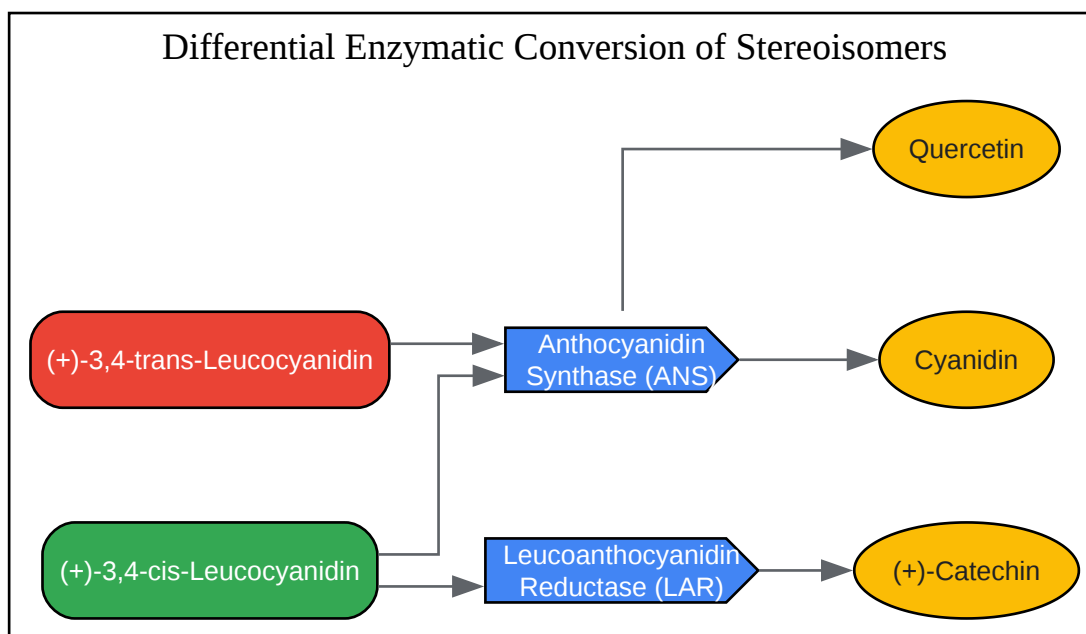 Differential Enzymatic Conversion of Stereoisomers
Quercetin
(+)-3,4-trans-Leucocyanidin
Anthocyanidin
Synthase (ANS)
Cyanidin
(+)-3,4-cis-Leucocyanidin
Leucoanthocyanidin
Reductase (LAR)
(+)-Catechin